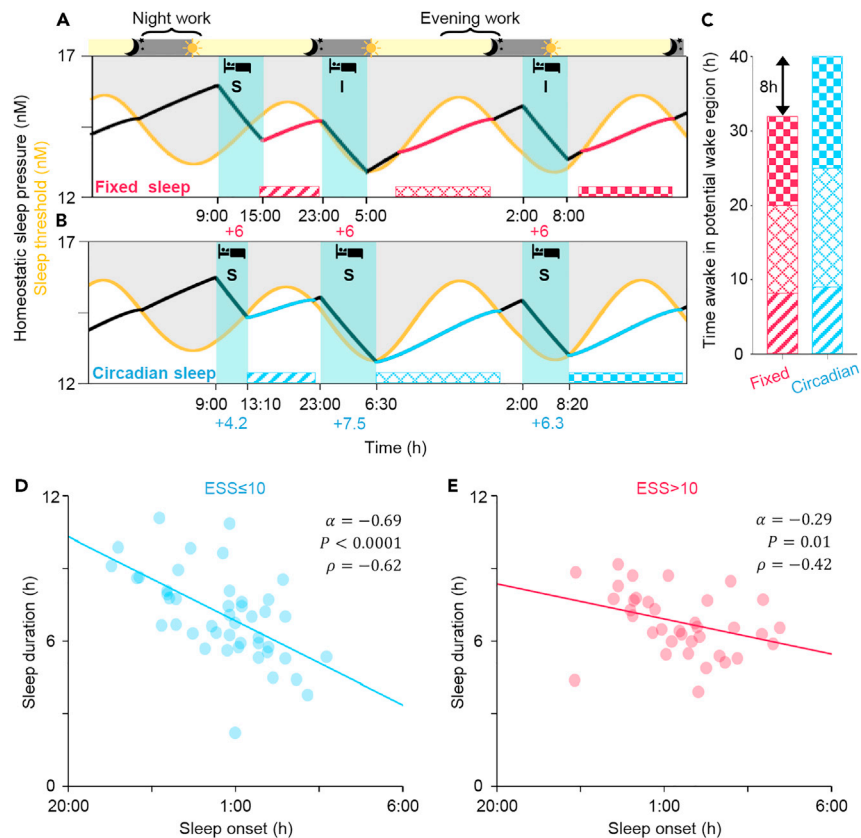 A
Night work
Evening work
C
17
S
I
I
Homeostatic sleep pressure (nM)
Sleep threshold (nM)
Fixed sleep
12
9:00 15:00 23:00 5:00 2:00 8:00
+6 +6 +6
B
17
S
S
S
Circadian sleep
12
9:00 13:10 23:00 6:30 2:00 8:20
+4.2 +7.5 +6.3
Time (h)
Time awake in potential wake region (h)
40
30
20
10
0
8h
Fixed
Circadian
D
ESS≤10
12
6
0
Sleep duration (h)
α = −0.69
P < 0.0001
ρ = −0.62
20:00 1:00 6:00
Sleep onset (h)
E
ESS>10
12
6
0
Sleep duration (h)
α = −0.29
P = 0.01
ρ = −0.42
20:00 1:00 6:00
Sleep onset (h)